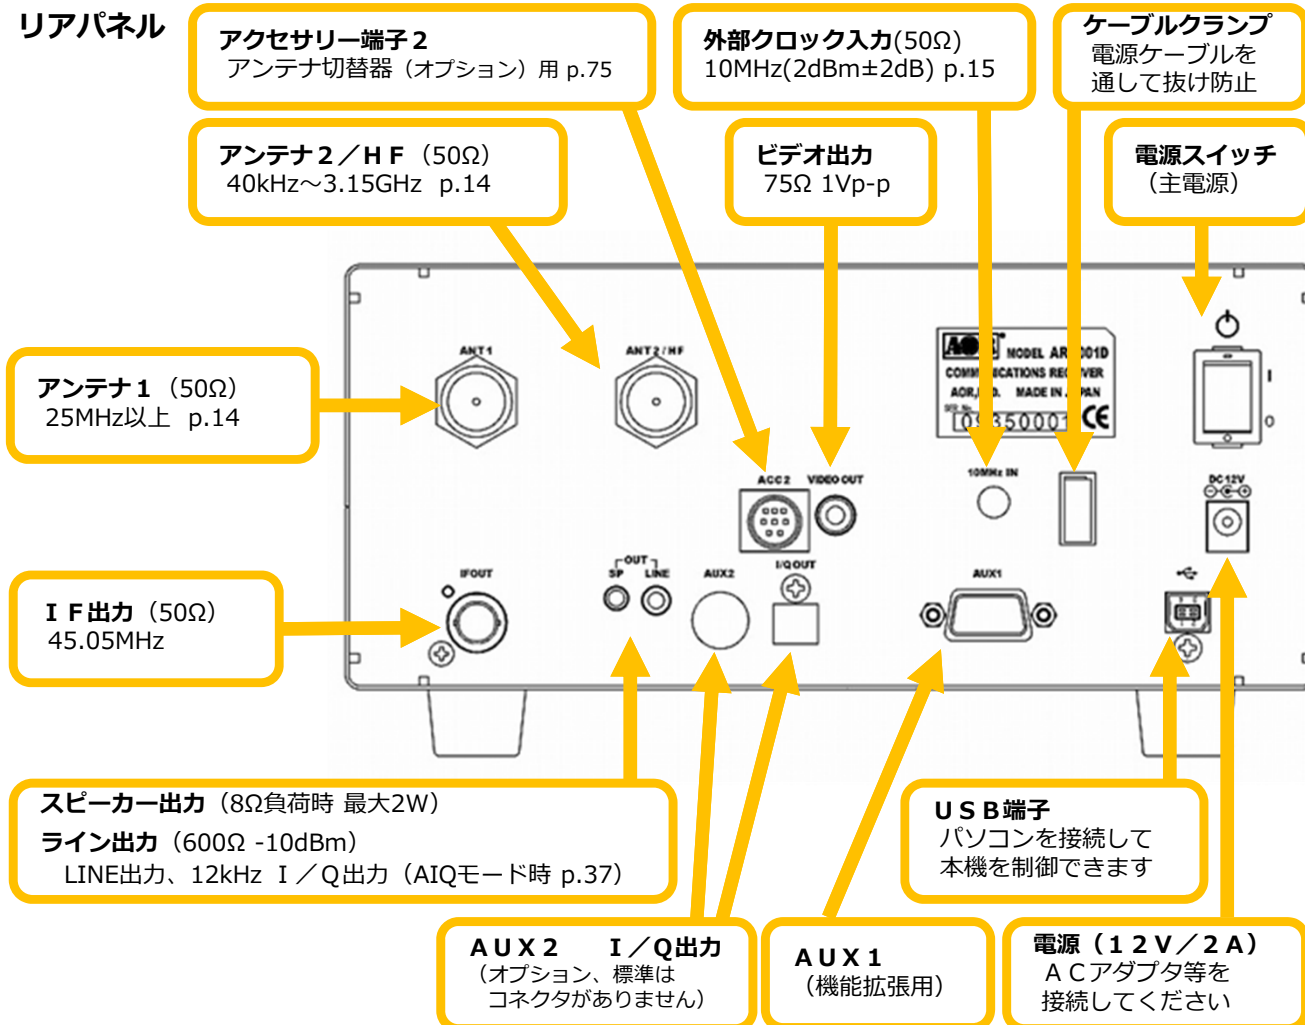 リアパネル
アクセサリー端子２
アンテナ切替器（オプション）用 p.75
外部クロック入力(50Ω)
10MHz(2dBm±2dB) p.15
ケーブルクランプ
電源ケーブルを
通して抜け防止
アンテナ２／ＨＦ（50Ω）
40kHz～3.15GHz p.14
ビデオ出力
75Ω 1Vp-p
電源スイッチ
（主電源）
アンテナ１（50Ω）
25MHz以上 p.14
ANT1
ANT2/HF
MODEL
COMMUNICATIONS RECEIVER
MADE IN JAPAN
SER. No.
CE
I
O
ACC2
VIDEO OUT
10MHz IN
DC12V
ＩＦ出力（50Ω）
45.05MHz
IFOUT
OUT
SP
LINE
AUX2
I/Q OUT
AUX1
スピーカー出力（8Ω負荷時 最大2W）
ライン出力（600Ω -10dBm）
LINE出力、12kHz Ｉ／Ｑ出力（AIQモード時 p.37）
ＵＳＢ端子
パソコンを接続して
本機を制御できます
ＡＵＸ２ Ｉ／Ｑ出力
（オプション、標準は
コネクタがありません）
ＡＵＸ１
（機能拡張用）
電源（１２Ｖ／２Ａ）
ＡＣアダプタ等を
接続してください